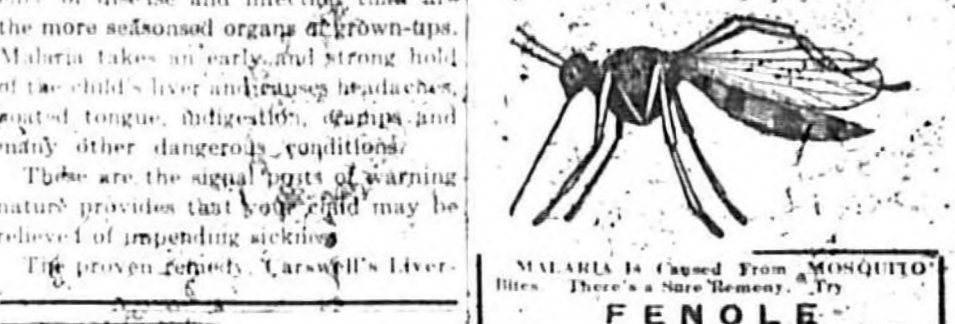 the more seasonsed organs of grown-ups.
Malaria takes an early and strong hold
of the child's liver and causes headaches,
coated tongue, indigestion, cramps and
many other dangerous conditions.
These are the signal posts of warning
nature provides that your child may be
relieved of impending sickness
The proven remedy, Carswell's Liver-
MALARIA Is Caused From a MOSQUITO
Bites. There's a Sure Remeny. Try
FENOLE